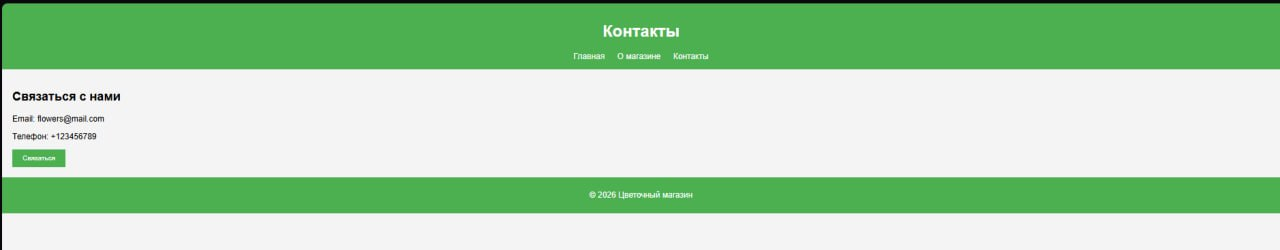 Контакты
Главная О магазине Контакты
Связаться с нами
Email: flowers@mail.com
Телефон: +123456789
Связаться
© 2026 Цветочный магазин